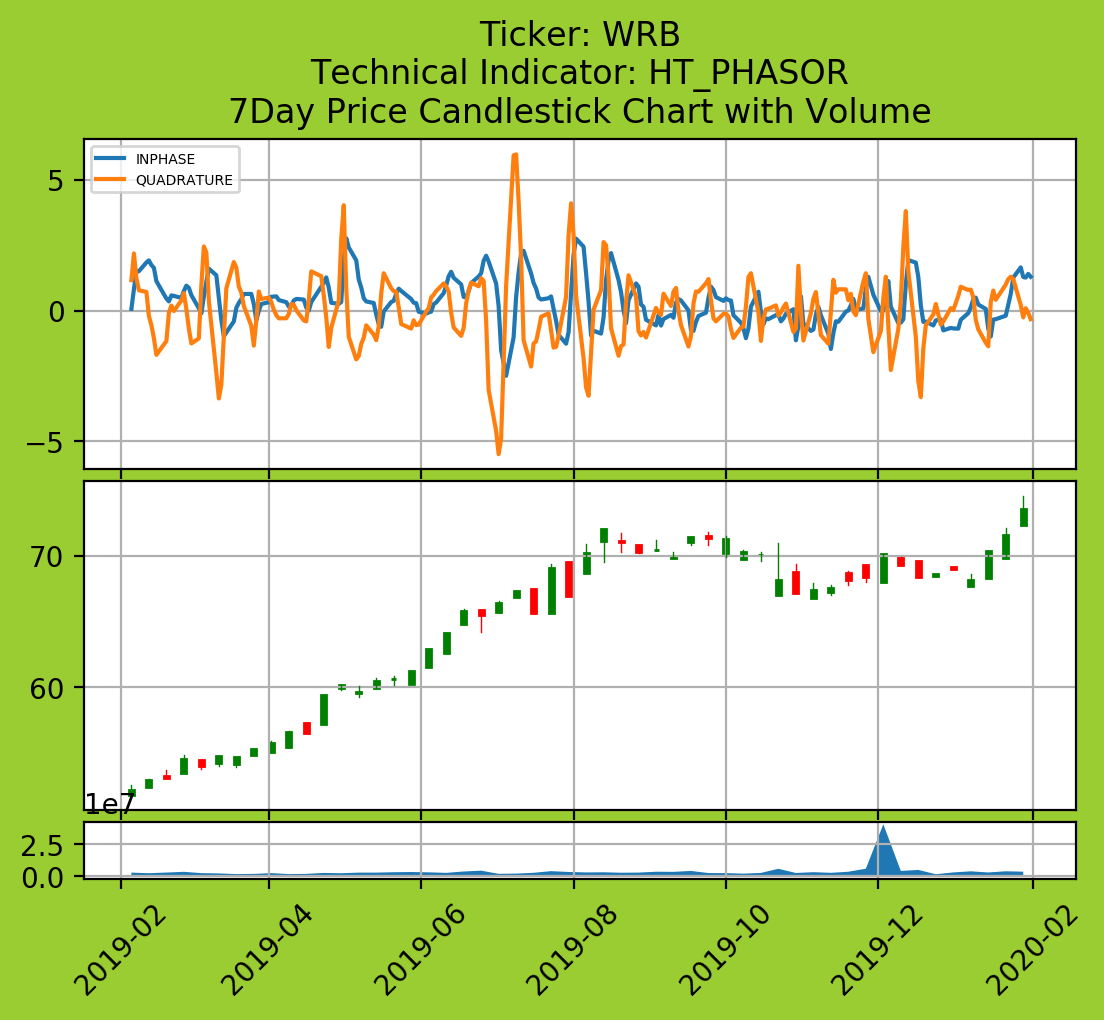 Ticker: WRB
Technical Indicator: HT_PHASOR
7Day Price Candlestick Chart with Volume
INPHASE
QUADRATURE
5
0
−5
70
60
1e7
2.5
0.0
2019-02
2019-04
2019-06
2019-08
2019-10
2019-12
2020-02